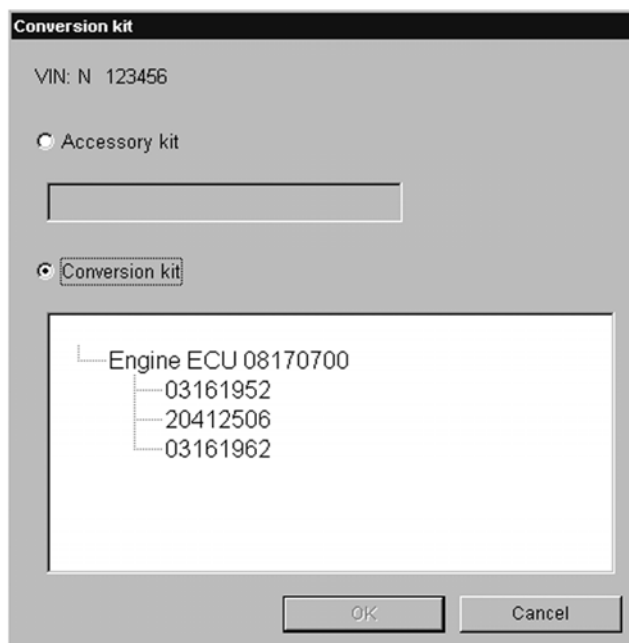 Conversion kit
VIN: N 123456
Accessory kit
Conversion kit
Engine ECU 08170700
03161952
20412506
03161962
OK Cancel